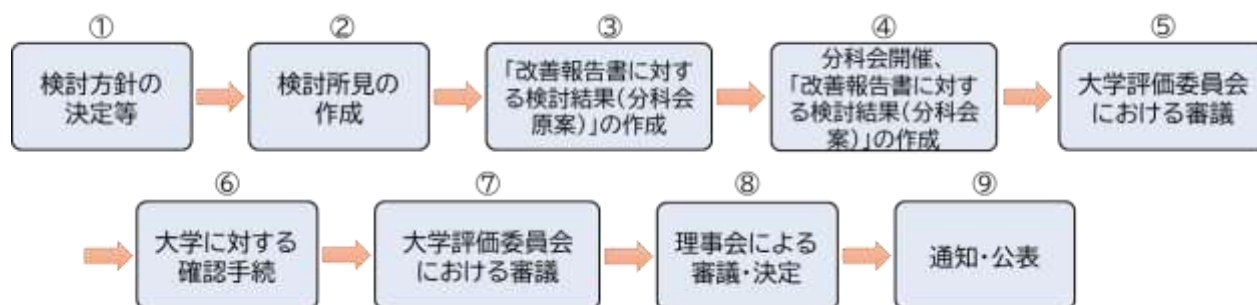 ①
検討方針の
決定等
②
検討所見の
作成
③
「改善報告書に対す
る検討結果(分科会
原案)」の作成
④
分科会開催、
「改善報告書に対す
る検討結果(分科会
案)」の作成
⑤
大学評価委員会
における審議
⑥
大学に対する
確認手続
⑦
大学評価委員会
における審議
⑧
理事会による
審議・決定
⑨
通知・公表